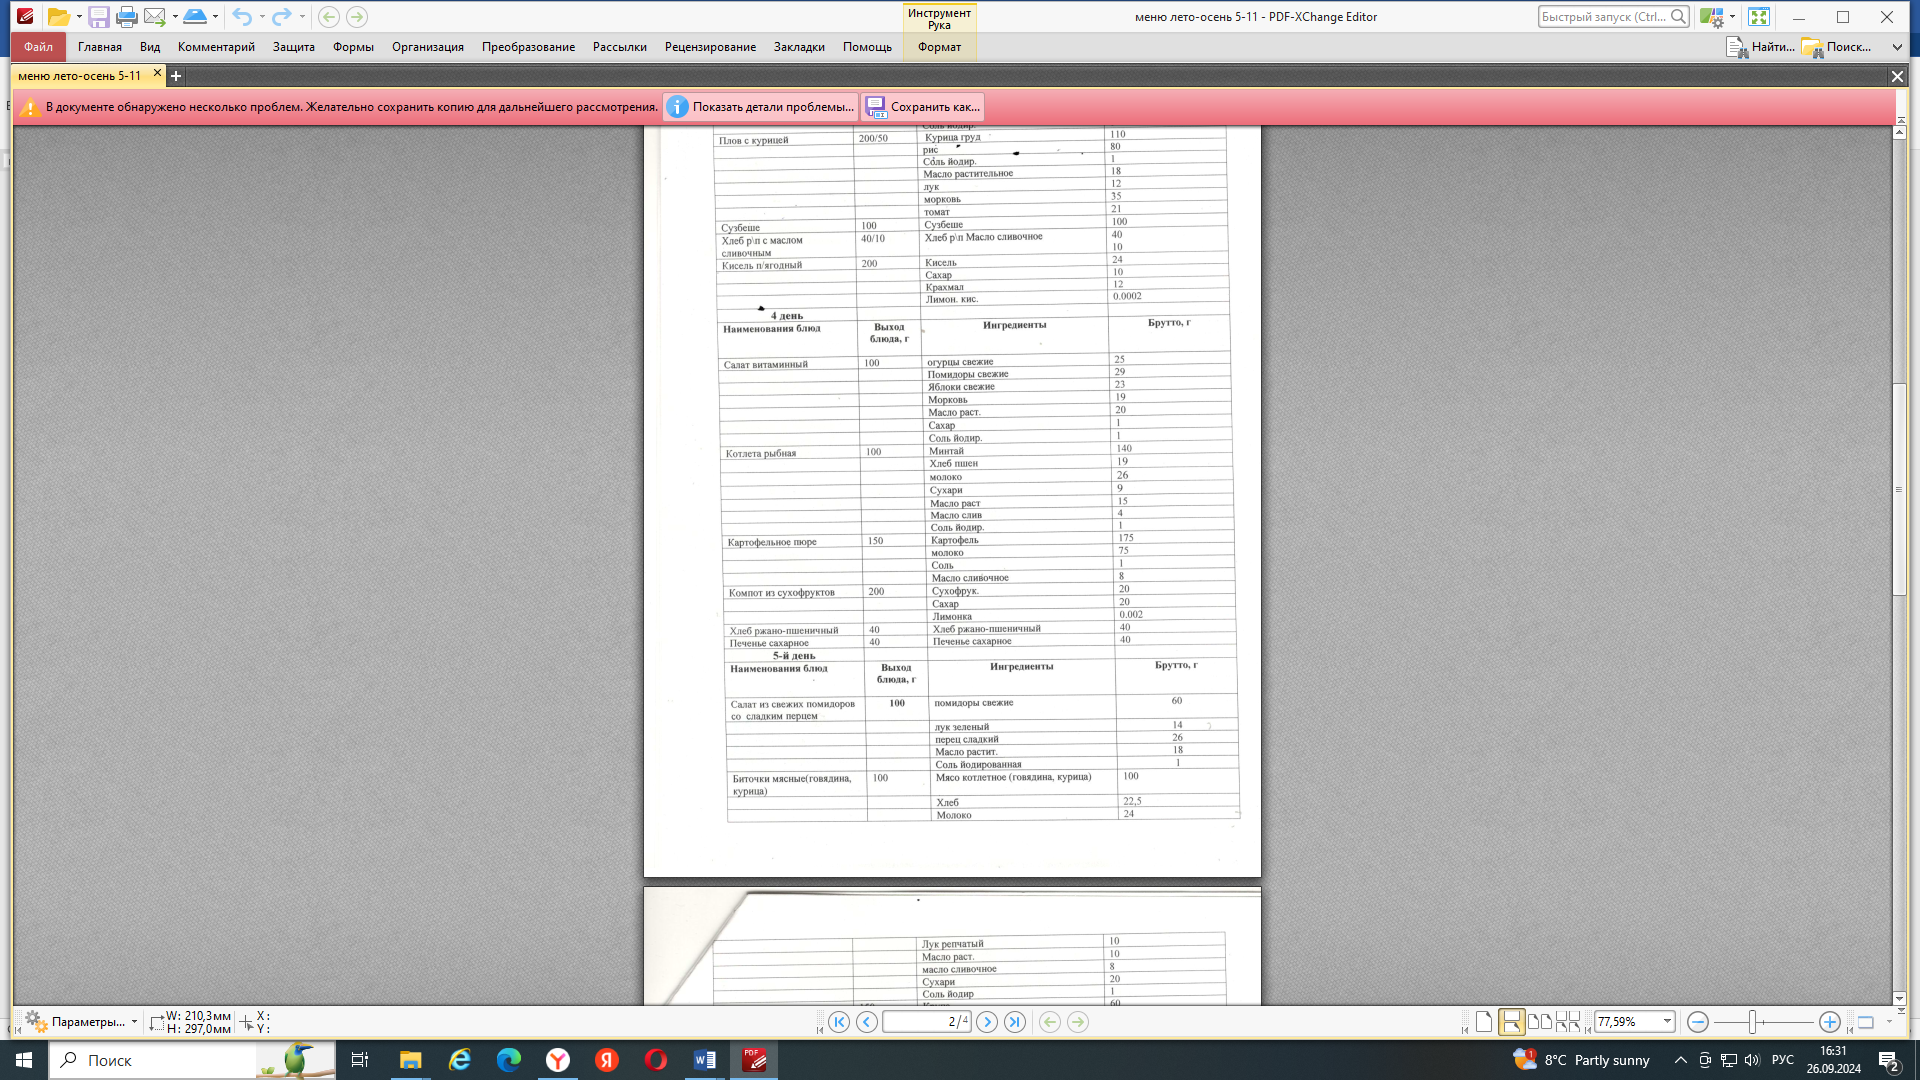 Инструмент
Рука
меню лето-осень 5-11 - PDF-XChange Editor
Быстрый запуск (Ctrl...
Файл Главная Вид Комментарий Защита Формы Организация Преобразование Рассылки Рецензирование Закладки Помощь Формат Найти... Поиск...
меню лето-осень 5-11
В документе обнаружено несколько проблем. Желательно сохранить копию для дальнейшего рассмотрения. Показать детали проблемы... Сохранить как...
Соль йодир.
Плов с курицей 200/50 Курица груд 110
рис 80
Соль йодир. 1
Масло растительное 18
лук 12
морковь 35
томат 21
Сузбеше 100 Сузбеше 100
Хлеб р\п с маслом 40/10 Хлеб р\п Масло сливочное 40
сливочным 10
Кисель п/ягодный 200 Кисель 24
Сахар 10
Крахмал 12
Лимон. кис. 0.0002
4 день
Наименования блюд Выход Ингредиенты Брутто, г
блюда, г
Салат витаминный 100 огурцы свежие 25
Помидоры свежие 29
Яблоки свежие 23
Морковь 19
Масло раст. 20
Сахар 1
Соль йодир. 1
Котлета рыбная 100 Минтай 140
Хлеб пшен 19
молоко 26
Сухари 9
Масло раст 15
Масло слив 4
Соль йодир. 1
Картофельное пюре 150 Картофель 175
молоко 75
Соль 1
Масло сливочное 8
Компот из сухофруктов 200 Сухофрук. 20
Сахар 20
Лимонка 0.002
Хлеб ржано-пшеничный 40 Хлеб ржано-пшеничный 40
Печенье сахарное 40 Печенье сахарное 40
5-й день
Наименования блюд Выход Ингредиенты Брутто, г
блюда, г
Салат из свежих помидоров 100 помидоры свежие 60
со сладким перцем
лук зеленый 14
перец сладкий 26
Масло растит. 18
Соль йодированная 1
Биточки мясные(говядина, 100 Мясо котлетное (говядина, курица) 100
курица)
Хлеб 22,5
Молоко 24
Лук репчатый 10
Масло раст. 10
масло сливочное 8
Сухари 20
Соль йодир 1
60
Параметры... W: 210,3мм X :
H: 297,0мм Y :
2 /4
77,59%
Поиск
8°C Partly sunny
РУС
16:31
26.09.2024
2